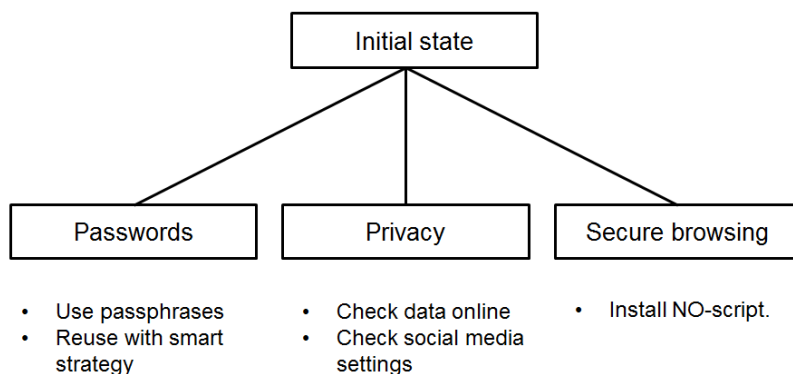 Initial state
Passwords
Privacy
Secure browsing
• Use passphrases
• Reuse with smart
strategy
• Check data online
• Check social media
settings
• Install NO-script.